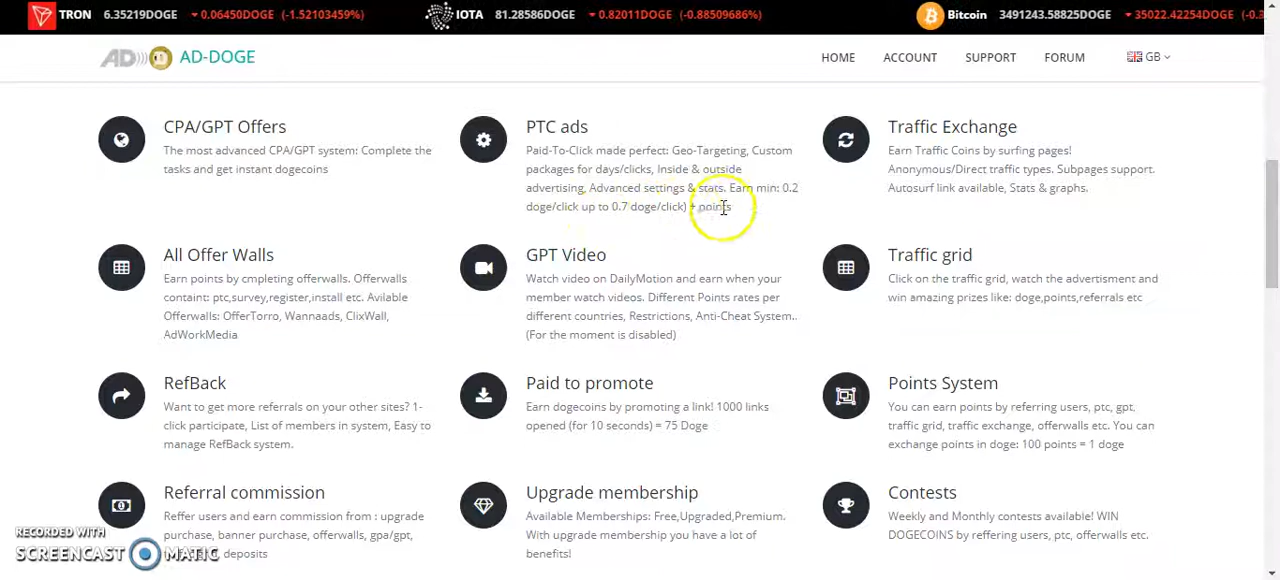 TRON 6.35219DOGE 0.06450DOGE (-1.52103459%) IOTA 81.28586DOGE 0.82011DOGE (-0.88509686%) Bitcoin 3491243.58825DOGE 35022.42254DOGE
AD AD-DOGE HOME ACCOUNT SUPPORT FORUM GB
CPA/GPT Offers
The most advanced CPA/GPT system: Complete the
tasks and get instant dogecoins
PTC ads
Paid-To-Click made perfect: Geo-Targeting, Custom
packages for days/clicks, Inside & outside
advertising, Advanced settings & stats. Earn min: 0.2
doge/click up to 0.7 doge/click) + points
Traffic Exchange
Earn Traffic Coins by surfing pages!
Anonymous/Direct traffic types. Subpages support.
Autosurf link available, Stats & graphs.
All Offer Walls
Earn points by cmpleting offerwalls. Offerwalls
containt: ptc,survey,register,install etc. Avilable
Offerwalls: OfferTorro, Wannaads, ClixWall,
AdWorkMedia
GPT Video
Watch video on DailyMotion and earn when your
member watch videos. Different Points rates per
different countries, Restrictions, Anti-Cheat System..
(For the moment is disabled)
Traffic grid
Click on the traffic grid, watch the advertisment and
win amazing prizes like: doge,points,referrals etc
RefBack
Want to get more referrals on your other sites? 1-
click participate, List of members in system, Easy to
manage RefBack system.
Paid to promote
Earn dogecoins by promoting a link! 1000 links
opened (for 10 seconds) = 75 Doge
Points System
You can earn points by referring users, ptc, gpt,
traffic grid, traffic exchange, offerwalls etc. You can
exchange points in doge: 100 points = 1 doge
Referral commission
Reffer users and earn commission from : upgrade
purchase, banner purchase, offerwalls, gpa/gpt,
deposits
Upgrade membership
Available Memberships: Free,Upgraded,Premium.
With upgrade membership you have a lot of
benefits!
Contests
Weekly and Monthly contests available! WIN
DOGECOINS by reffering users, ptc, offerwalls etc.
RECORDED WITH
SCREENCAST MATIC